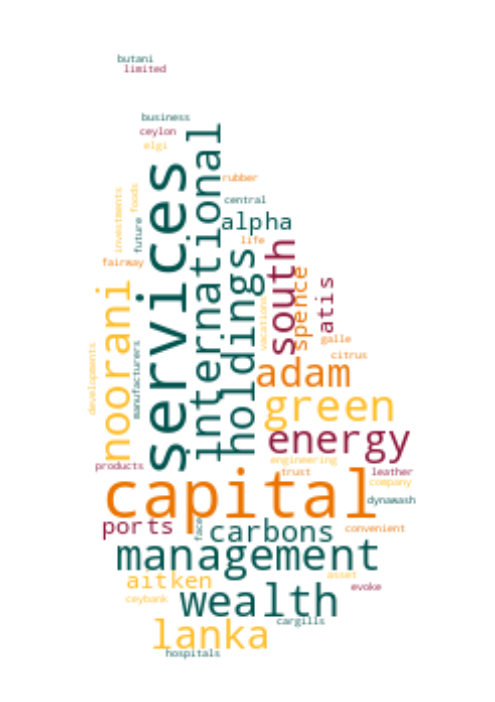 butani
limited
business
ceylon
elgi
services
international
rubber
central
alpha
life
investments
foods
future
fairway
holdings
south
spence
atis
vacations
noorani
developments
manufacturers
galle
citrus
adam
green
energy
products
engineering
trust
leather
company
capital
dynawash
ports
face
carbons
convenient
management
aitken
asset
evoke
ceybank
wealth
cargills
lanka
hospitals